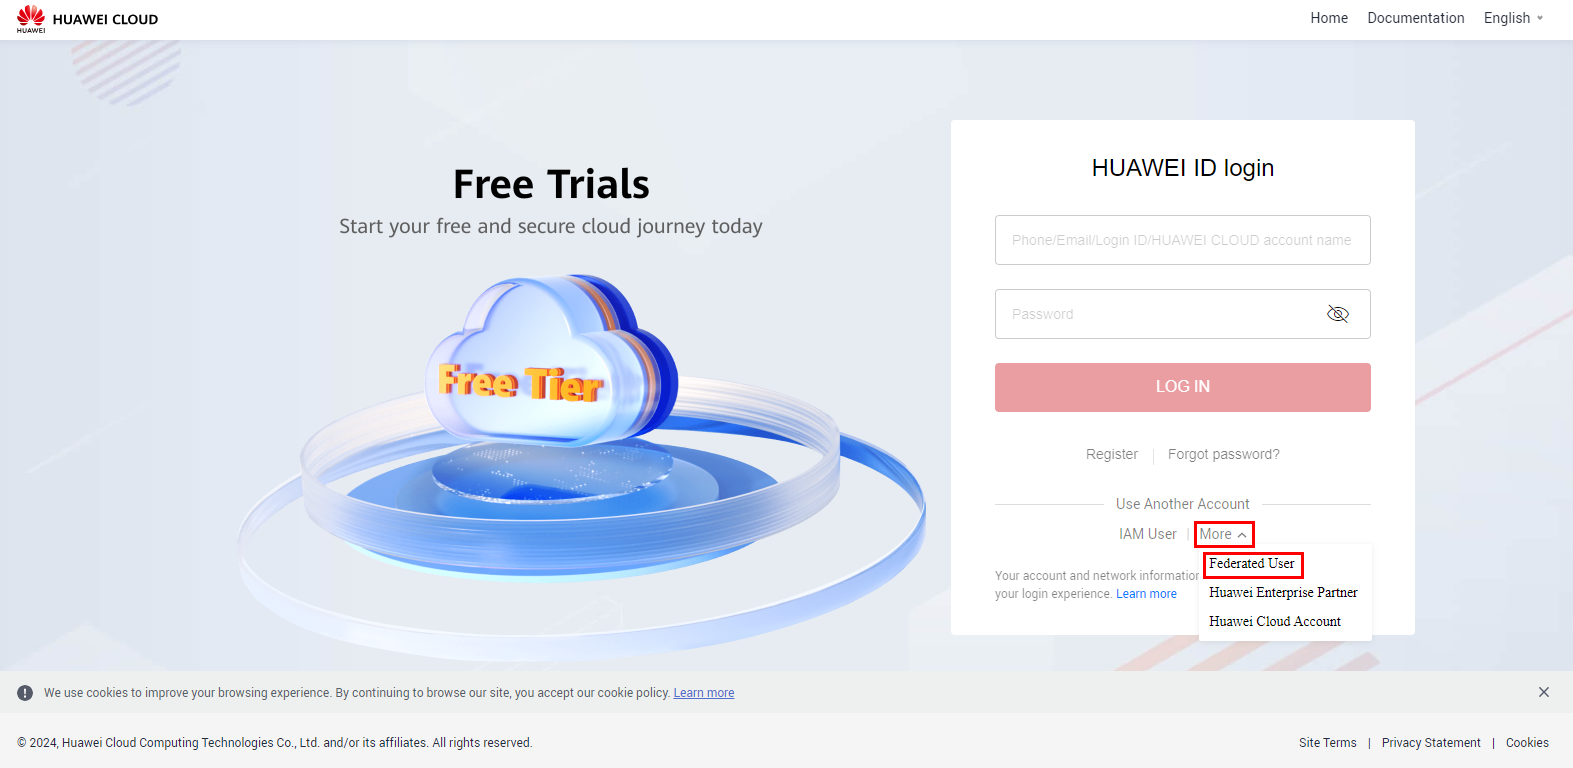 HUAWEI
HUAWEI CLOUD
Home
Documentation
English
Free Trials
Start your free and secure cloud journey today
Free Tier
HUAWEI ID login
Phone/Email/Login ID/HUAWEI CLOUD account name
Password
LOG IN
Register
Forgot password?
Use Another Account
IAM User
More
Federated User
Huawei Enterprise Partner
Huawei Cloud Account
Your account and network information
your login experience. Learn more
We use cookies to improve your browsing experience. By continuing to browse our site, you accept our cookie policy. Learn more
© 2024, Huawei Cloud Computing Technologies Co., Ltd. and/or its affiliates. All rights reserved.
Site Terms | Privacy Statement | Cookies